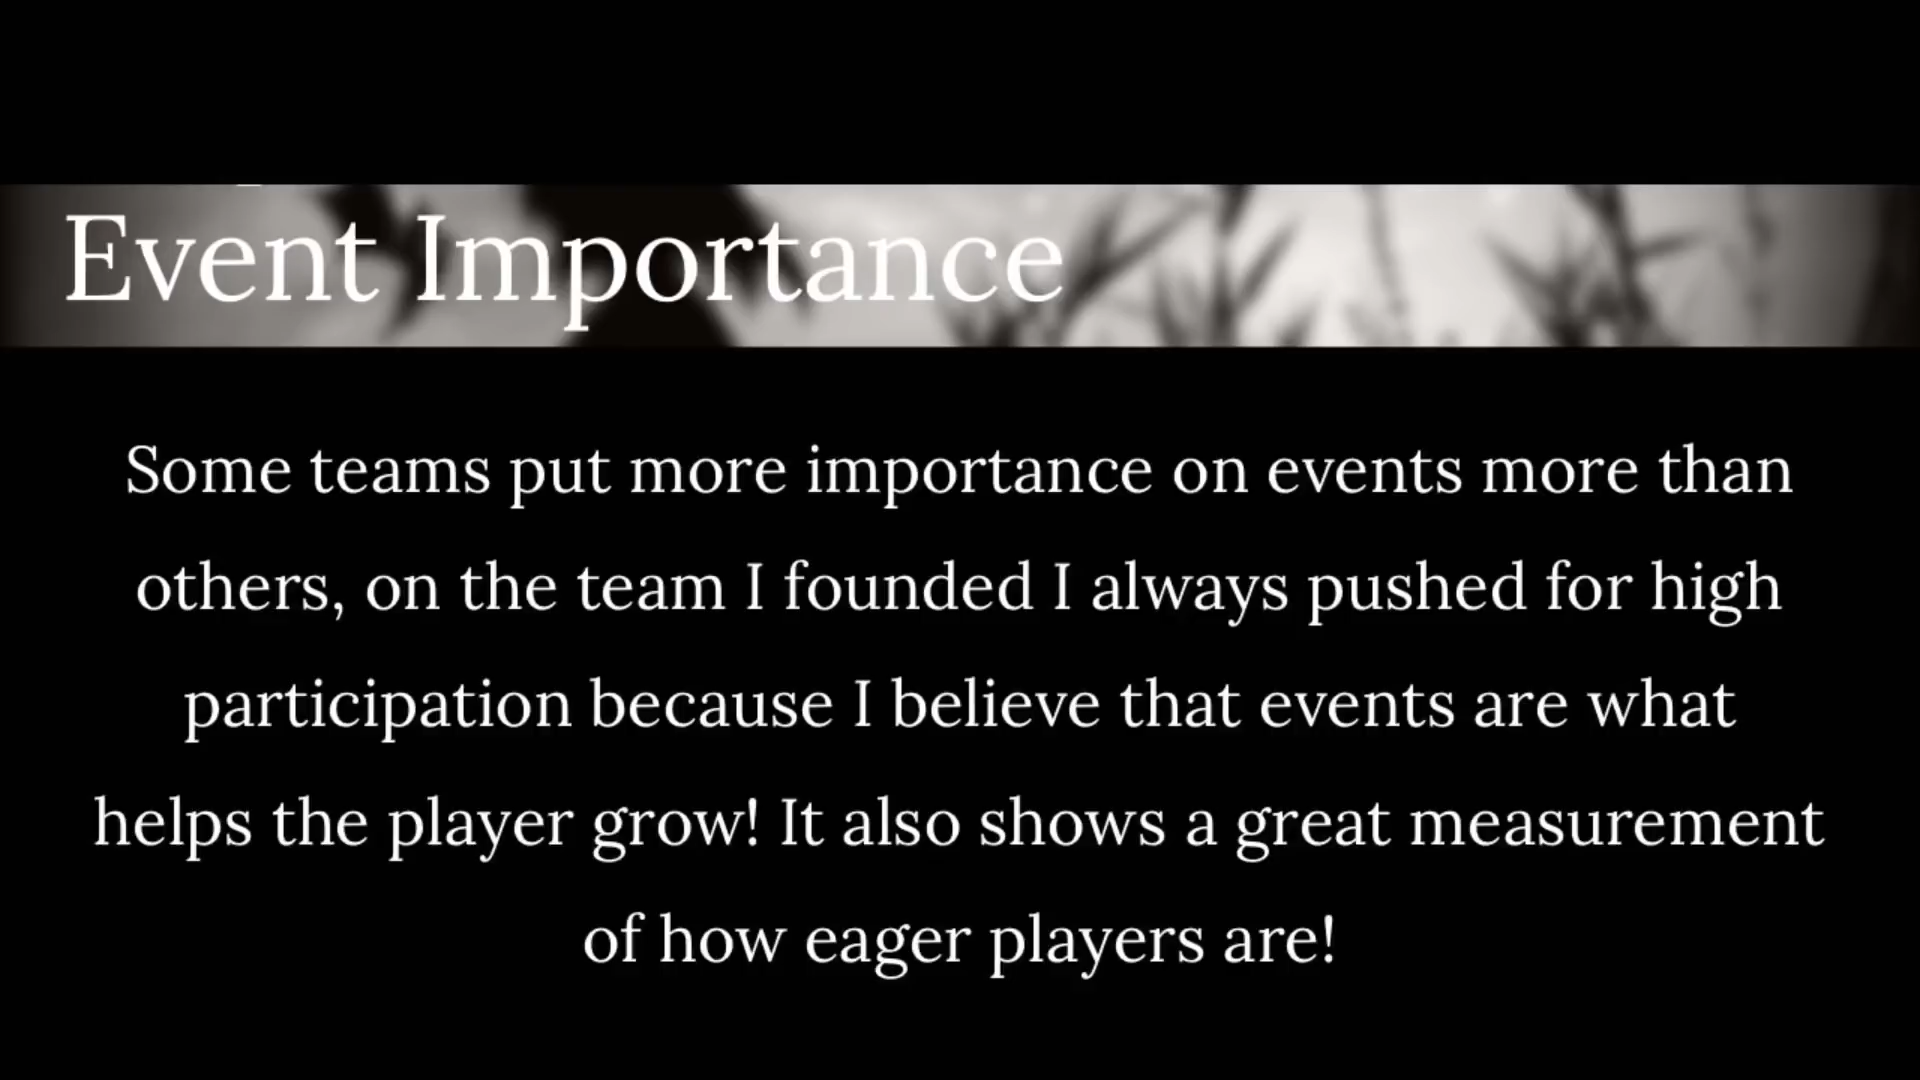 Event Importance
Some teams put more importance on events more than
others, on the team I founded I always pushed for high
participation because I believe that events are what
helps the player grow! It also shows a great measurement
of how eager players are!